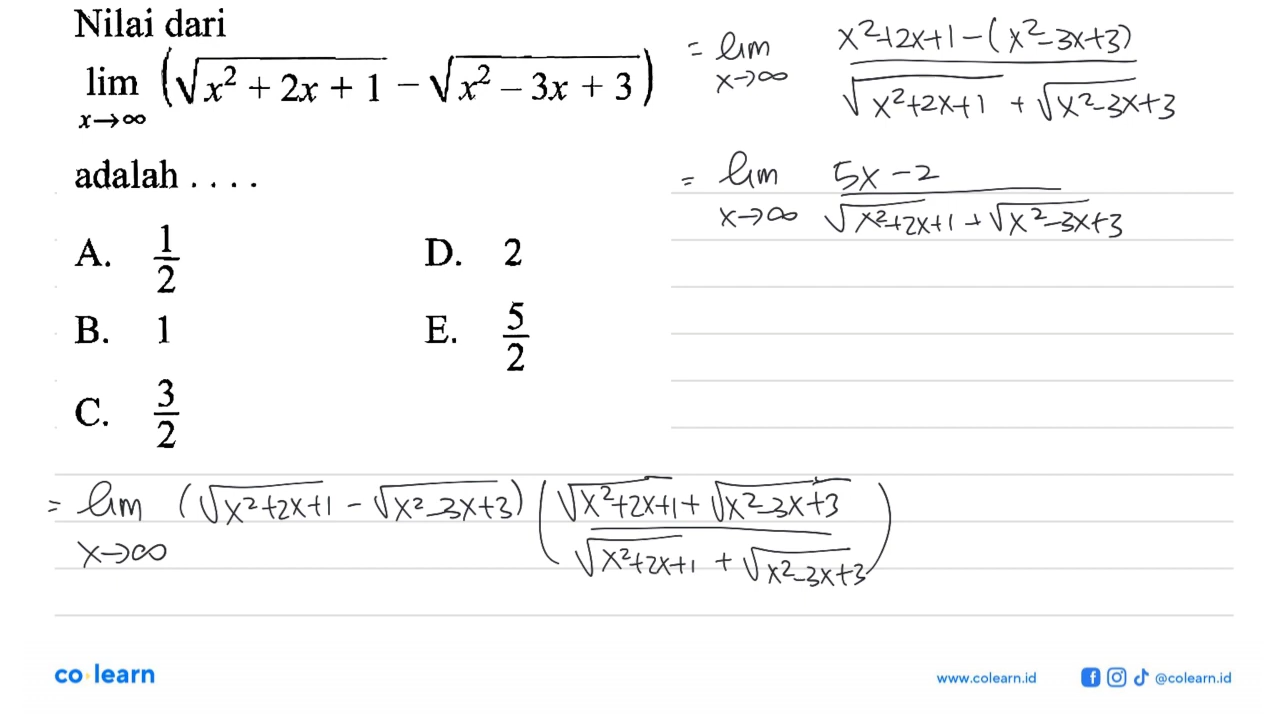 Nilai dari
lim x→∞ (√(x² + 2x + 1) − √(x² − 3x + 3))
adalah . . . .
A. 1/2
B. 1
C. 3/2
D. 2
E. 5/2
= lim x→∞ (√(x²+2x+1) − √(x²−3x+3)) ((√(x²+2x+1) + √(x²−3x+3))/(√(x²+2x+1) + √(x²−3x+3)))
= lim x→∞ (x²+2x+1−(x²−3x+3))/(√(x²+2x+1) + √(x²−3x+3))
= lim x→∞ (5x−2)/(√(x²+2x+1) + √(x²−3x+3))
co learn
www.colearn.id
@colearn.id